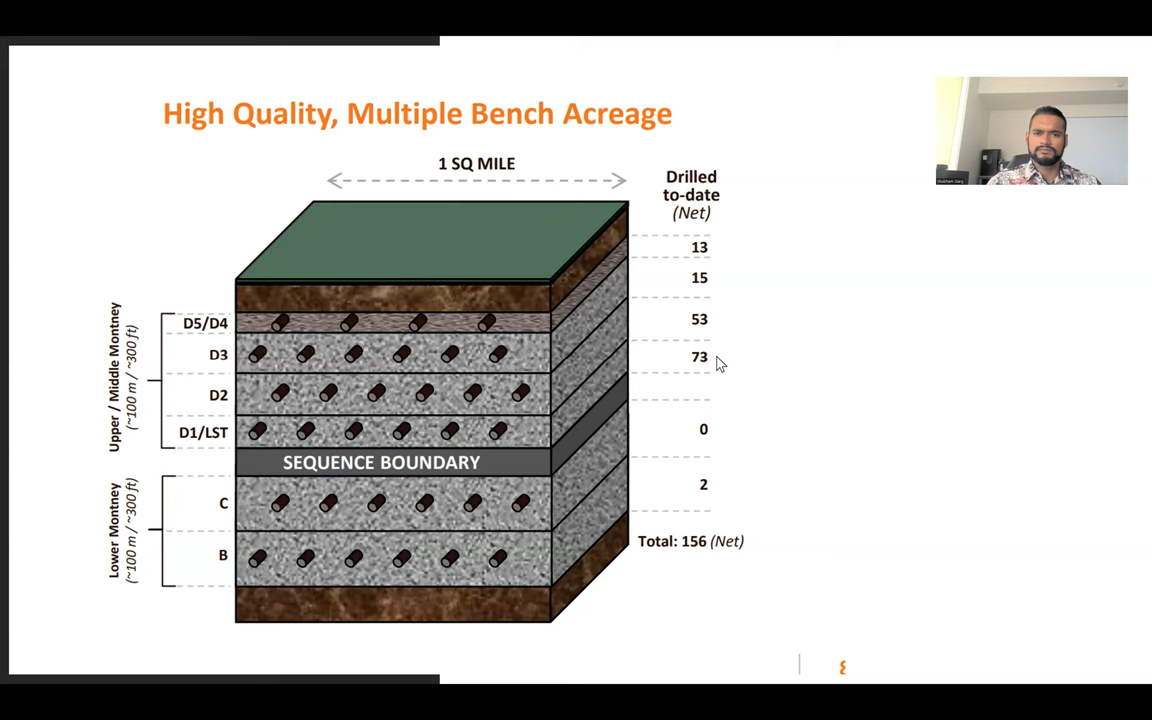 High Quality, Multiple Bench Acreage
1 SQ MILE
Drilled
to-date
(Net)
13
15
53
73
0
2
Total: 156 (Net)
Upper / Middle Montney
(~100 m / ~300 ft)
D5/D4
D3
D2
D1/LST
SEQUENCE BOUNDARY
Lower Montney
(~100 m / ~300 ft)
C
B